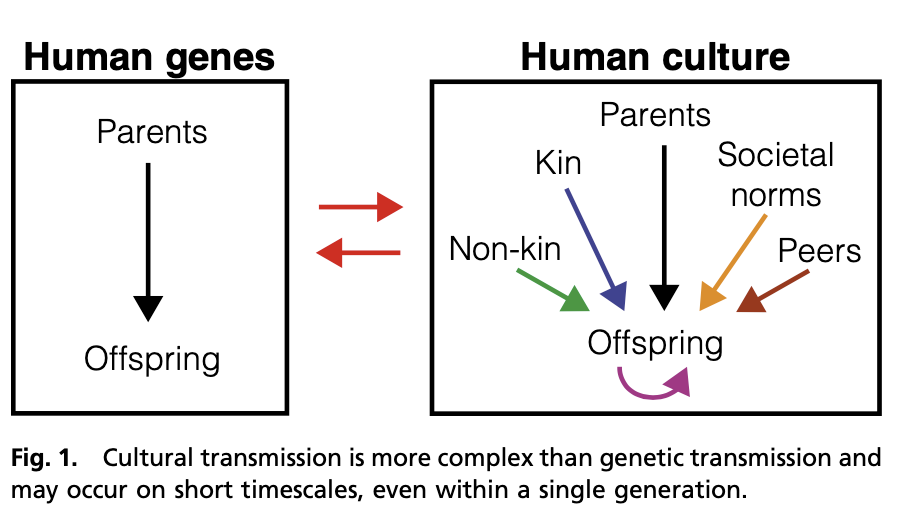 Human genes
Parents
Offspring
Human culture
Parents
Kin
Societal
norms
Non-kin
Peers
Offspring
Fig. 1. Cultural transmission is more complex than genetic transmission and
may occur on short timescales, even within a single generation.